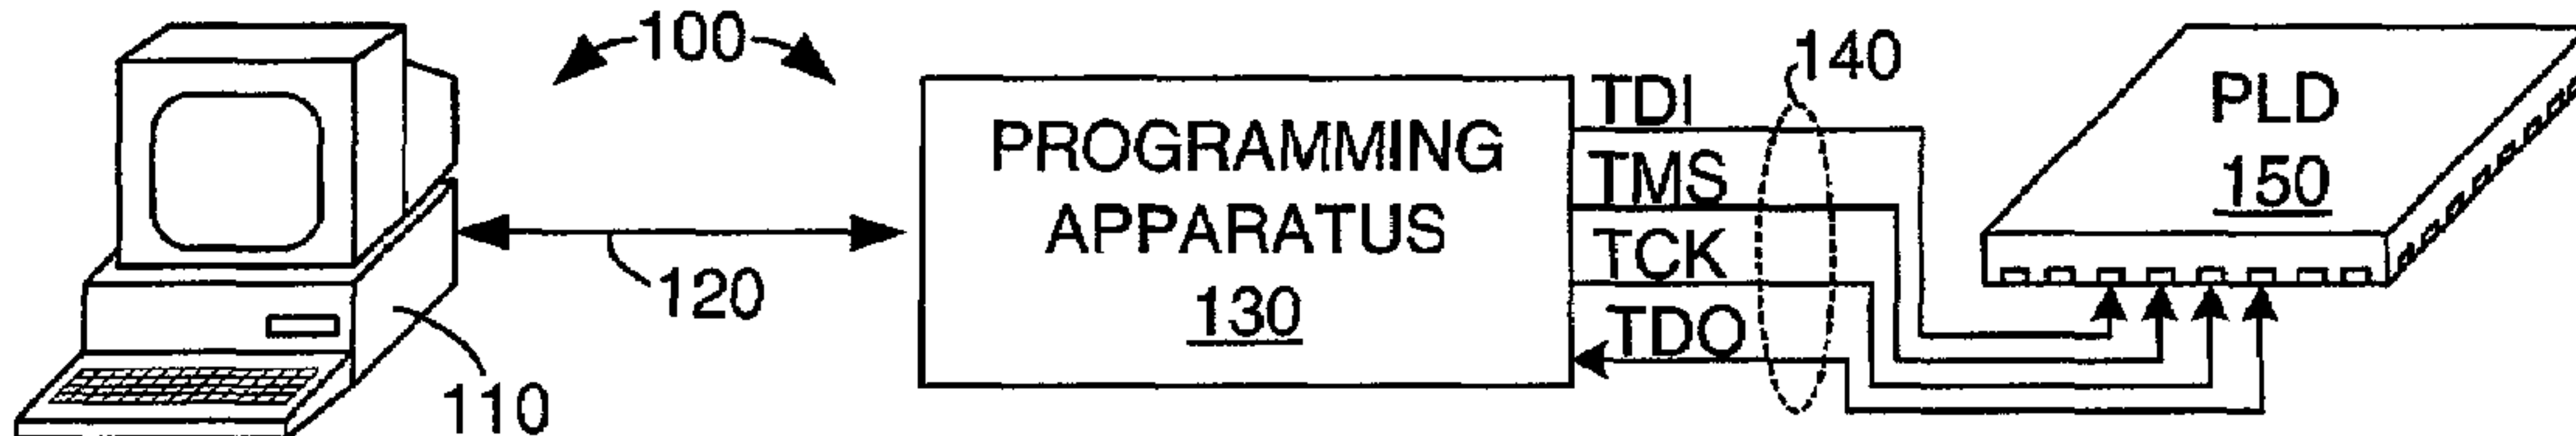 100
140
TDI
TMS
TCK
TDO
PROGRAMMING
APPARATUS
130
PLD
150
120
110